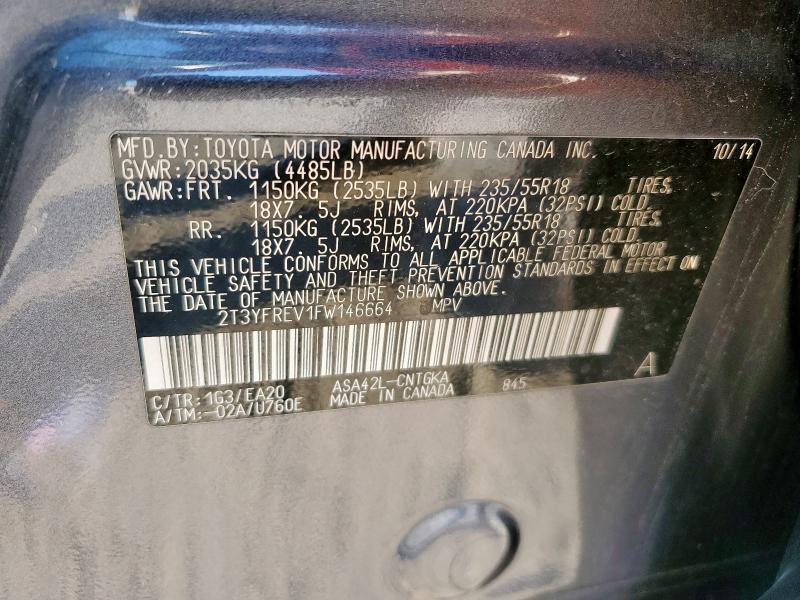 MFD. BY: TOYOTA MOTOR MANUFACTURING CANADA INC. 10/14
GVWR: 2035KG (4485LB)
GAWR: FRT. 1150KG (2535LB) WITH 235/55R18 TIRES,
18X7. 5J RIMS, AT 220KPA (32PSI) COLD.
RR. 1150KG (2535LB) WITH 235/55R18 TIRES,
18X7. 5J RIMS, AT 220KPA (32PSI) COLD.
THIS VEHICLE CONFORMS TO ALL APPLICABLE FEDERAL MOTOR
VEHICLE SAFETY AND THEFT PREVENTION STANDARDS IN EFFECT ON
THE DATE OF MANUFACTURE SHOWN ABOVE.
2T3YFREV1FW146664 MPV
A
C/TR: 1G3/EA20 ASA42L-CNTGKA 845
A/TM: -02A/U760E MADE IN CANADA